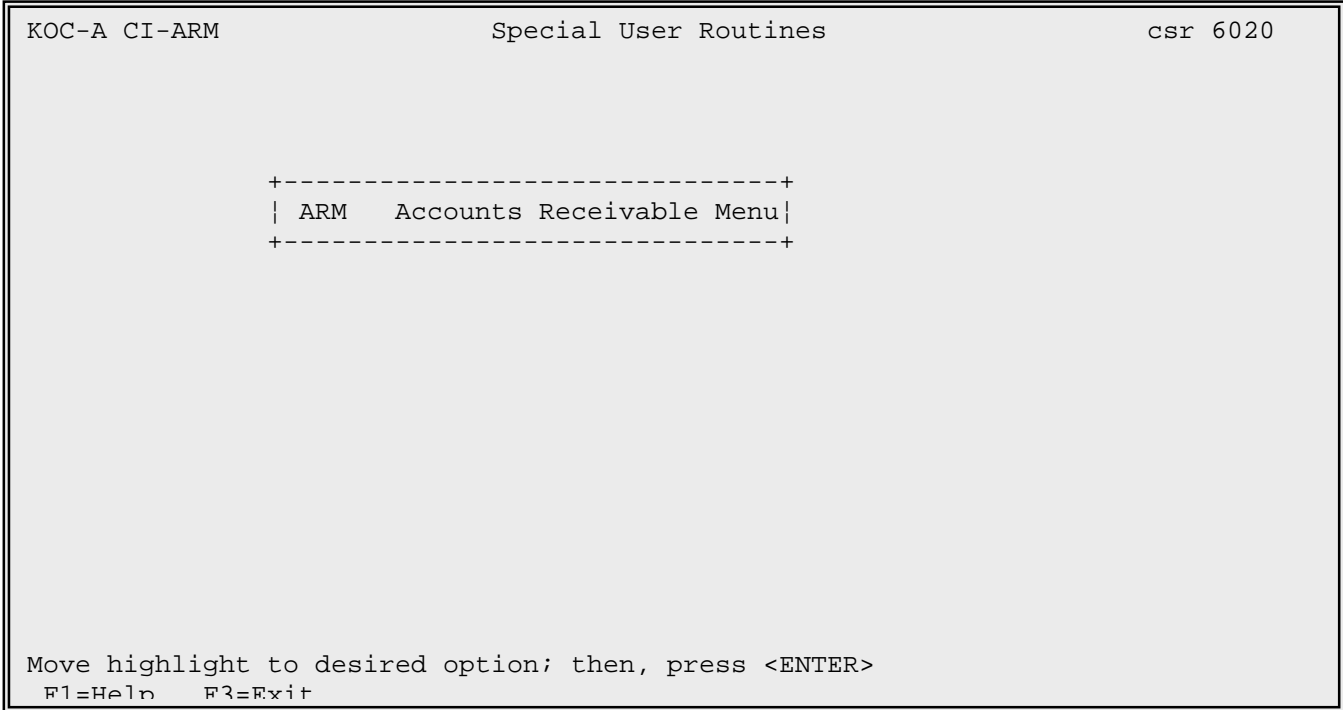 KOC-A CI-ARM                 Special User Routines                    csr 6020
+-------------------------------+
¦ ARM   Accounts Receivable Menu¦
+-------------------------------+
Move highlight to desired option; then, press <ENTER>
F1=Help   F3=Exit